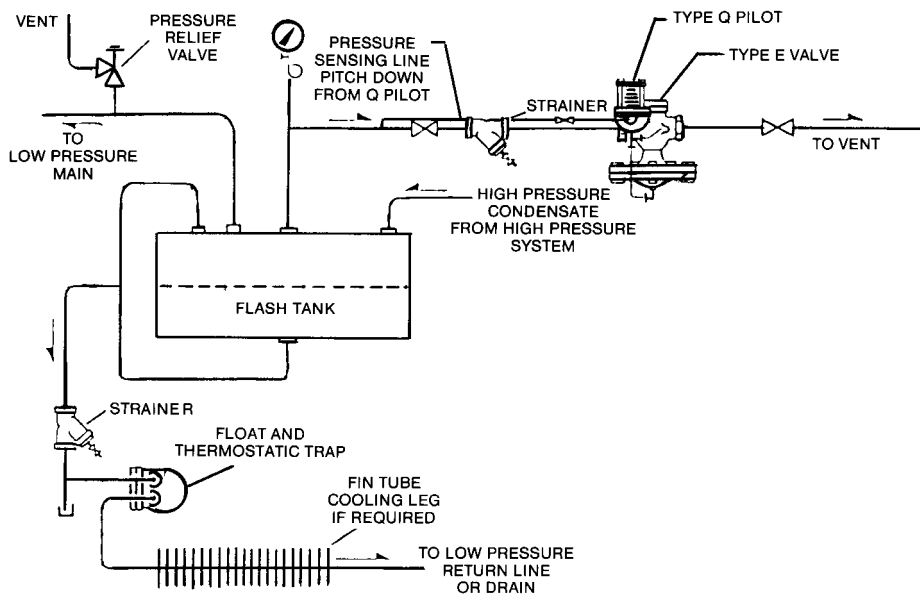 VENT
PRESSURE
RELIEF
VALVE
PRESSURE
SENSING LINE
PITCH DOWN
FROM Q PILOT
TYPE Q PILOT
TYPE E VALVE
STRAINER
TO
LOW PRESSURE
MAIN
TO VENT
HIGH PRESSURE
CONDENSATE
FROM HIGH PRESSURE
SYSTEM
FLASH TANK
STRAINER
FLOAT AND
THERMOSTATIC TRAP
FIN TUBE
COOLING LEG
IF REQUIRED
TO LOW PRESSURE
RETURN LINE
OR DRAIN